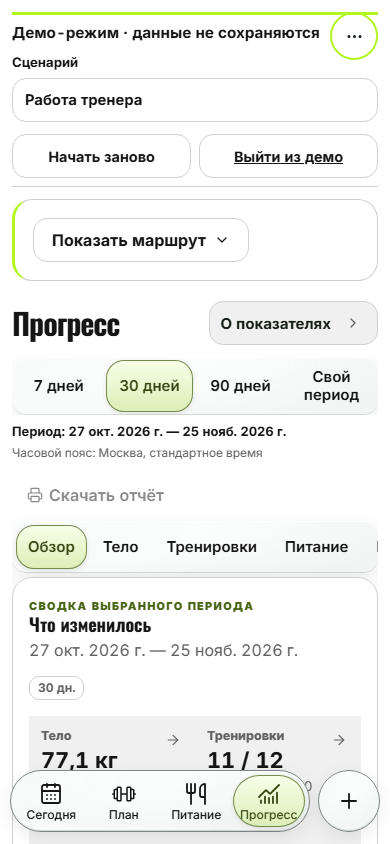 Демо-режим · данные не сохраняются
...
Сценарий
Работа тренера
Начать заново
Выйти из демо
Показать маршрут
Прогресс
О показателях
7 дней
30 дней
90 дней
Свой
период
Период: 27 окт. 2026 г. — 25 нояб. 2026 г.
Часовой пояс: Москва, стандартное время
Скачать отчёт
Обзор
Тело
Тренировки
Питание
СВОДКА ВЫБРАННОГО ПЕРИОДА
Что изменилось
27 окт. 2026 г. — 25 нояб. 2026 г.
30 дн.
Тело
Тренировки
77,1 кг
11 / 12
Сегодня
План
Питание
Прогресс
+